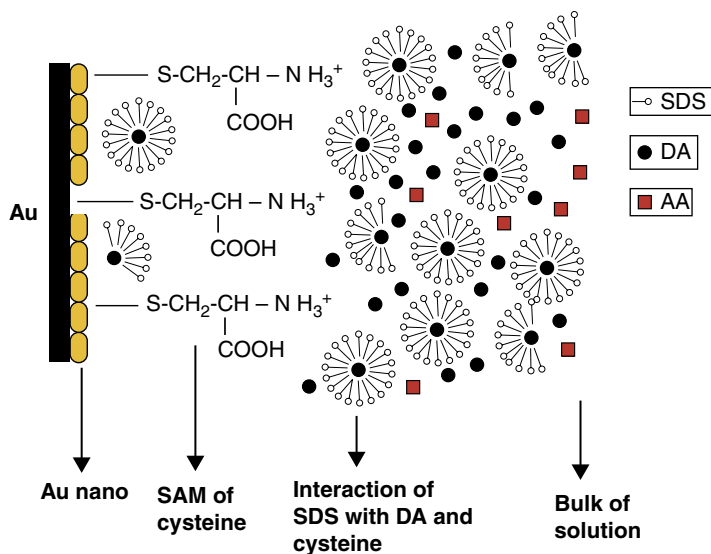 S-CH₂-CH – N H₃⁺
COOH
SDS
DA
AA
Au
S-CH₂-CH – N H₃⁺
COOH
S-CH₂-CH – N H₃⁺
COOH
Au nano
SAM of
cysteine
Interaction of
SDS with DA and
cysteine
Bulk of
solution